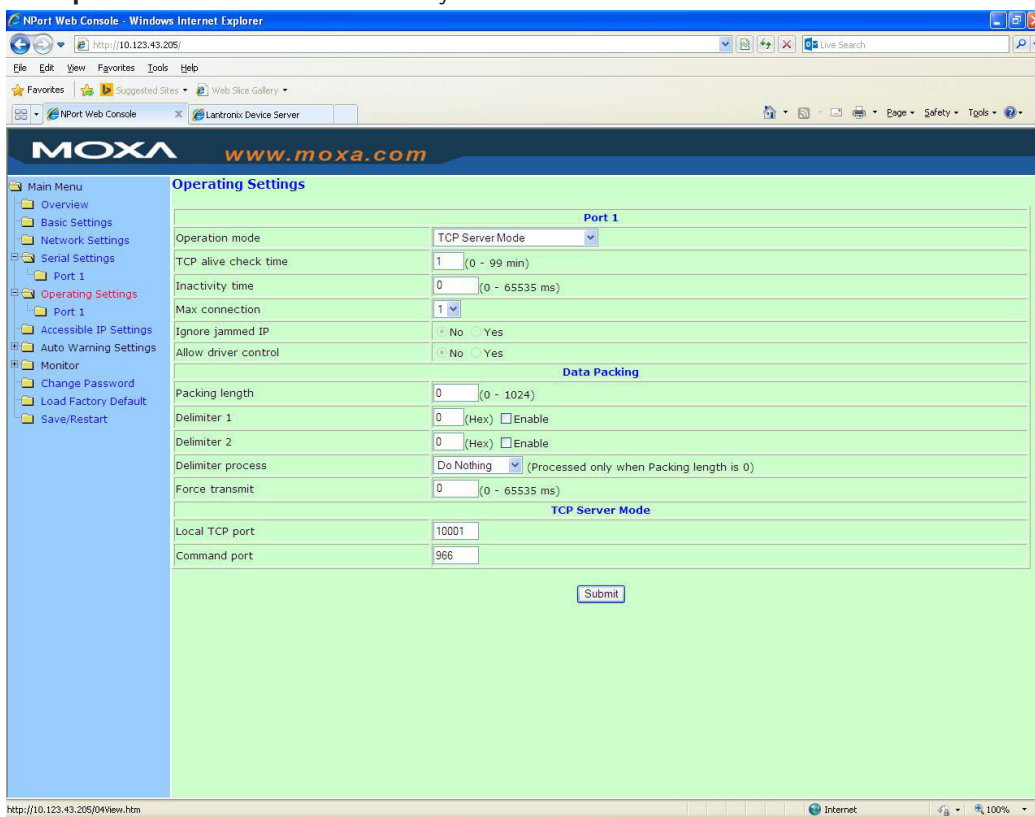 NPort Web Console - Windows Internet Explorer
http://10.123.43.205/
Live Search
File Edit View Favorites Tools Help
Favorites Suggested Sites Web Slice Gallery
NPort Web Console X Lantronix Device Server
Page Safety Tools
MOXA www.moxa.com
Main Menu
Overview
Basic Settings
Network Settings
Serial Settings
Port 1
Operating Settings
Port 1
Accessible IP Settings
Auto Warning Settings
Monitor
Change Password
Load Factory Default
Save/Restart
Operating Settings
Port 1
Operation mode TCP Server Mode
TCP alive check time 1 (0 - 99 min)
Inactivity time 0 (0 - 65535 ms)
Max connection 1
Ignore jammed IP No Yes
Allow driver control No Yes
Data Packing
Packing length 0 (0 - 1024)
Delimiter 1 0 (Hex) Enable
Delimiter 2 0 (Hex) Enable
Delimiter process Do Nothing (Processed only when Packing length is 0)
Force transmit 0 (0 - 65535 ms)
TCP Server Mode
Local TCP port 10001
Command port 966
Submit
http://10.123.43.205/04View.htm
Internet
100%